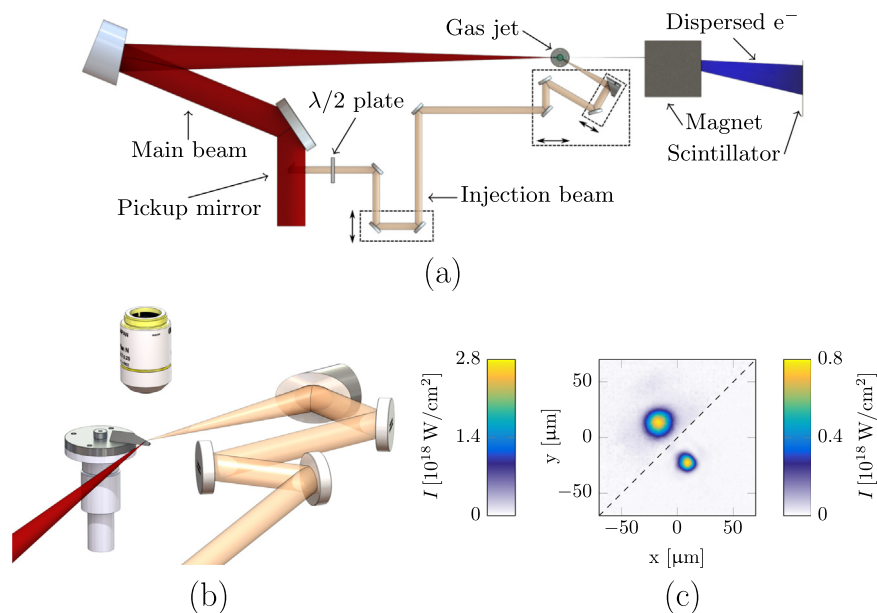 Gas jet
Dispersed e⁻
λ/2 plate
Main beam
Magnet
Scintillator
Pickup mirror
Injection beam
(a)
2.8
1.4
0
I [10¹⁸ W/cm²]
50
0
−50
y [µm]
−50
0
50
x [µm]
0.8
0.4
0
I [10¹⁸ W/cm²]
(b)
(c)